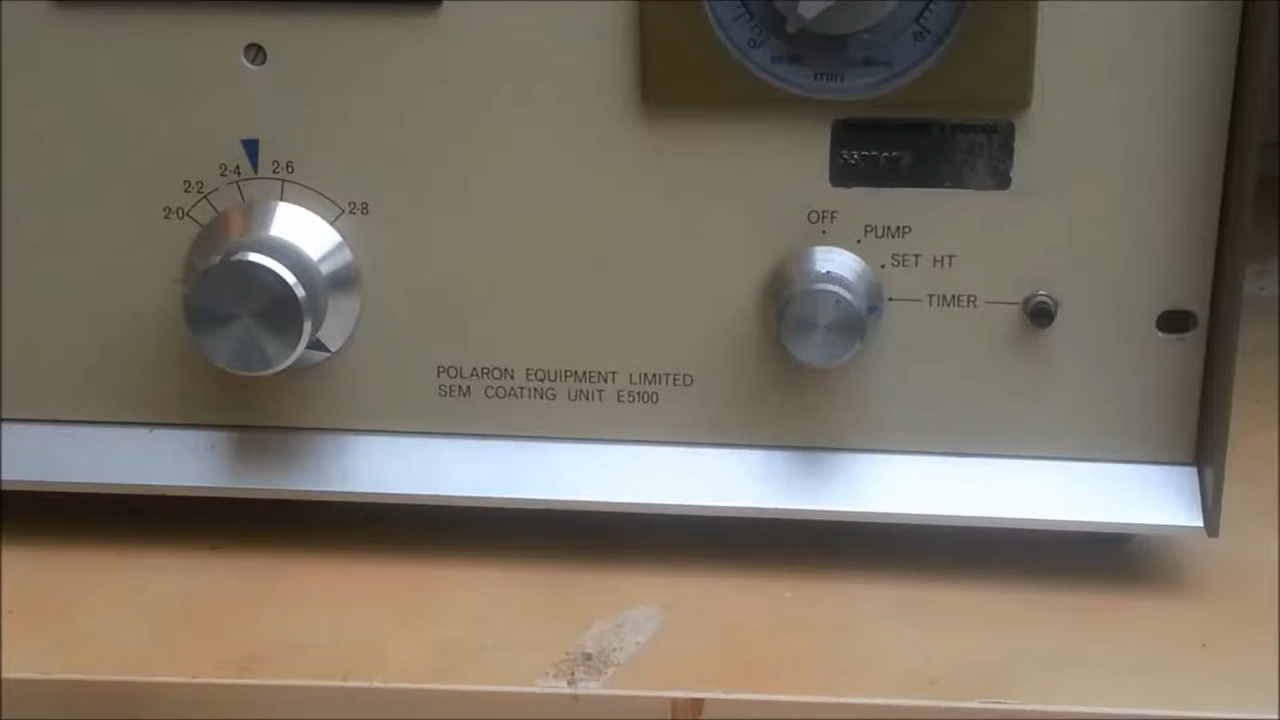 min
2·0 2·2 2·4 2·6 2·8
OFF
PUMP
SET HT
TIMER
POLARON EQUIPMENT LIMITED
SEM COATING UNIT E5100